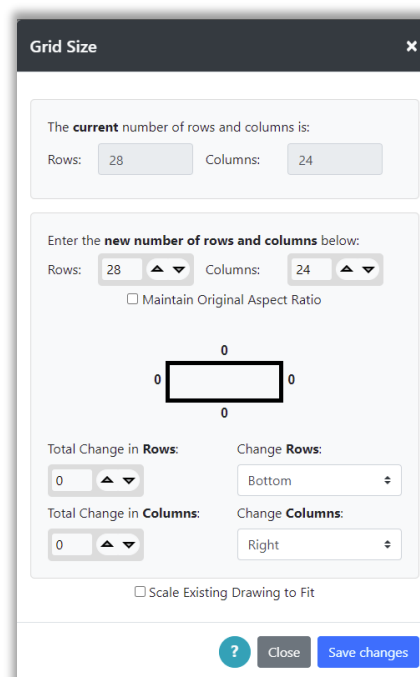 Grid Size ×
The current number of rows and columns is:
Rows: 28 Columns: 24
Enter the new number of rows and columns below:
Rows: 28 Columns: 24
Maintain Original Aspect Ratio
0
0 0
0
Total Change in Rows: Change Rows:
0 Bottom
Total Change in Columns: Change Columns:
0 Right
Scale Existing Drawing to Fit
? Close Save changes